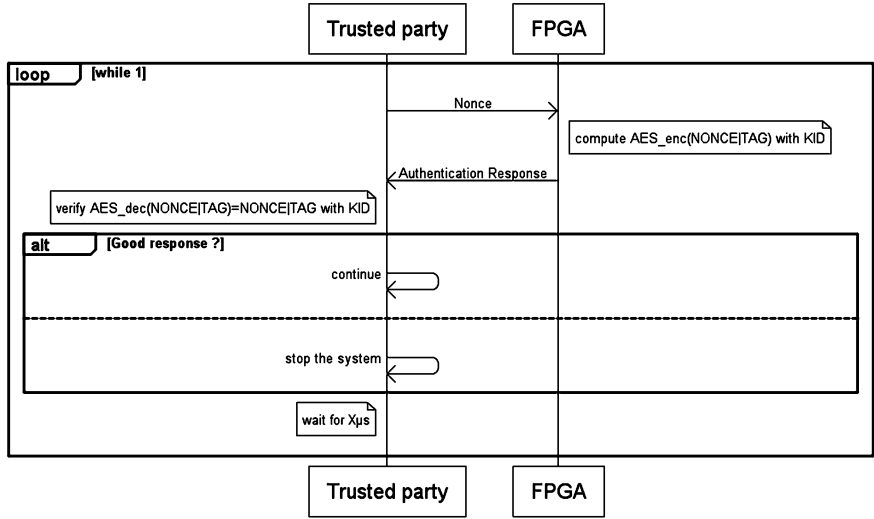 Trusted party
FPGA
loop
[while 1]
Nonce
compute AES_enc(NONCE|TAG) with KID
Authentication Response
verify AES_dec(NONCE|TAG)=NONCE|TAG with KID
alt
[Good response ?]
continue
stop the system
wait for Xµs
Trusted party
FPGA